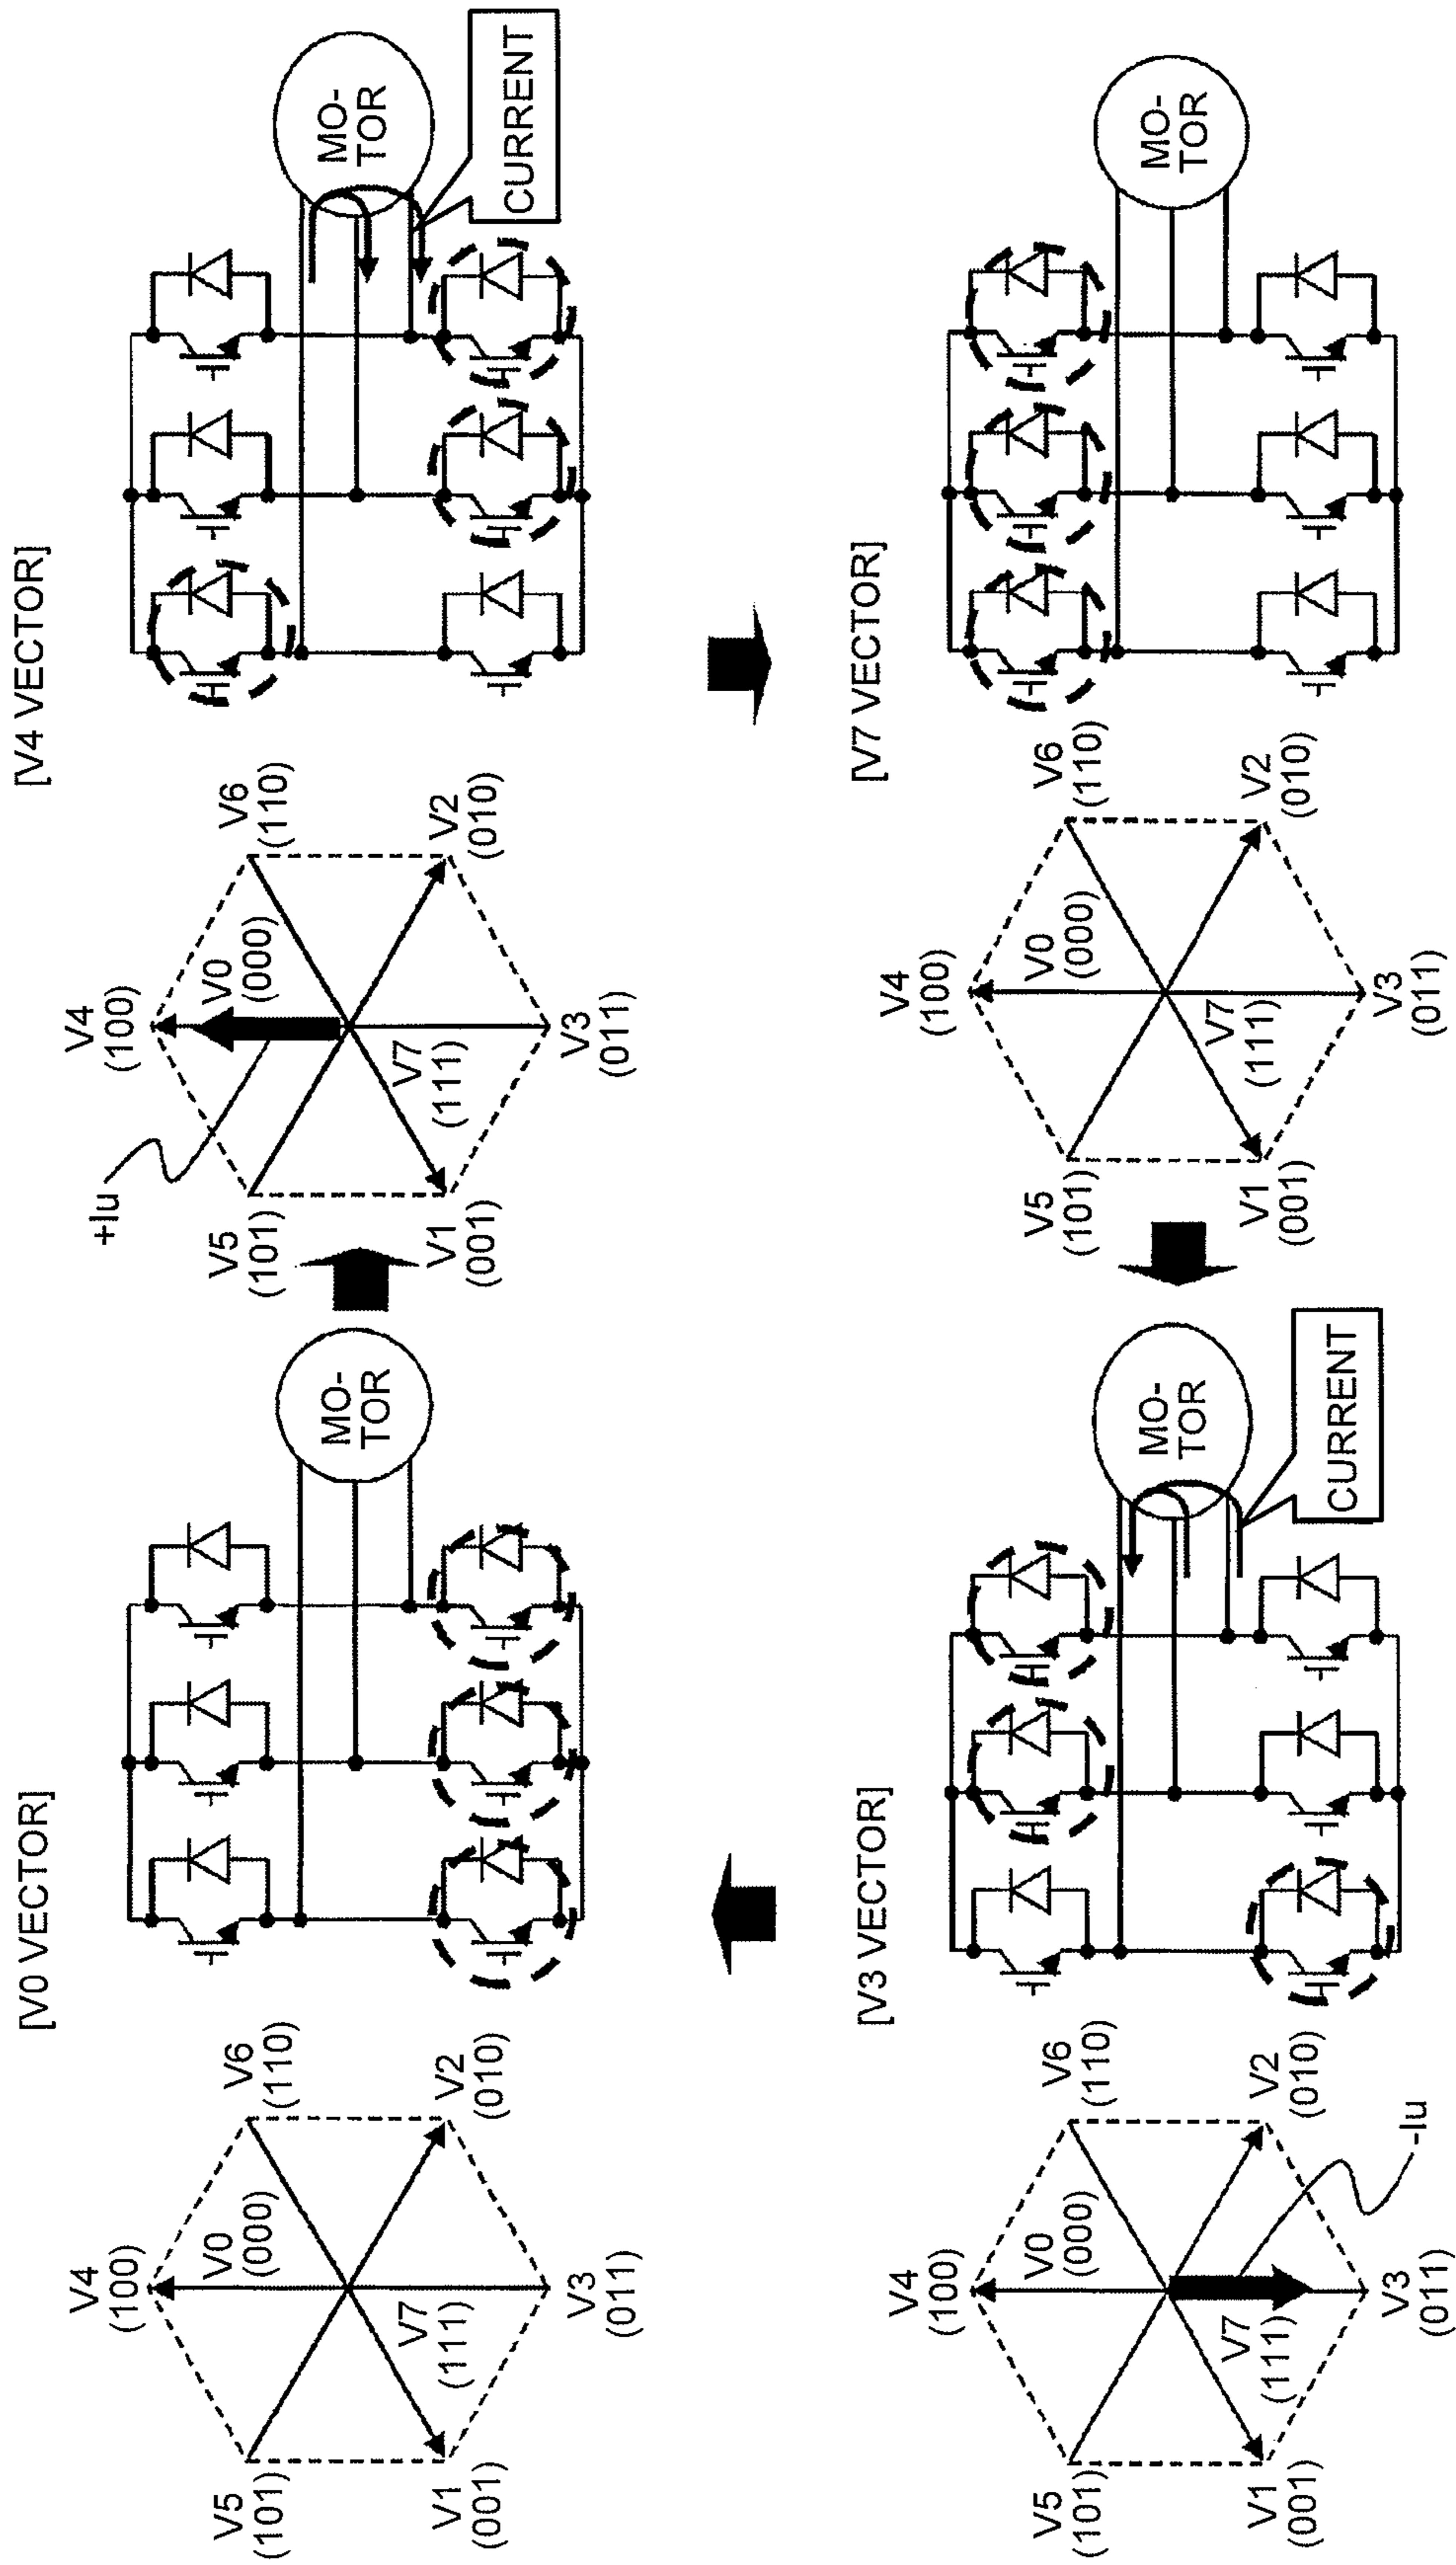 [V0 VECTOR]
V4
(100)
V5
(101)
V6
(110)
V0
(000)
V7
(111)
V1
(001)
V2
(010)
V3
(011)
MO-
TOR
[V4 VECTOR]
+Iu
V4
(100)
V5
(101)
V6
(110)
V0
(000)
V7
(111)
V1
(001)
V2
(010)
V3
(011)
MO-
TOR
CURRENT
[V3 VECTOR]
V4
(100)
V5
(101)
V6
(110)
V0
(000)
V7
(111)
V1
(001)
V2
(010)
V3
(011)
-Iu
MO-
TOR
CURRENT
[V7 VECTOR]
V4
(100)
V5
(101)
V6
(110)
V0
(000)
V7
(111)
V1
(001)
V2
(010)
V3
(011)
MO-
TOR